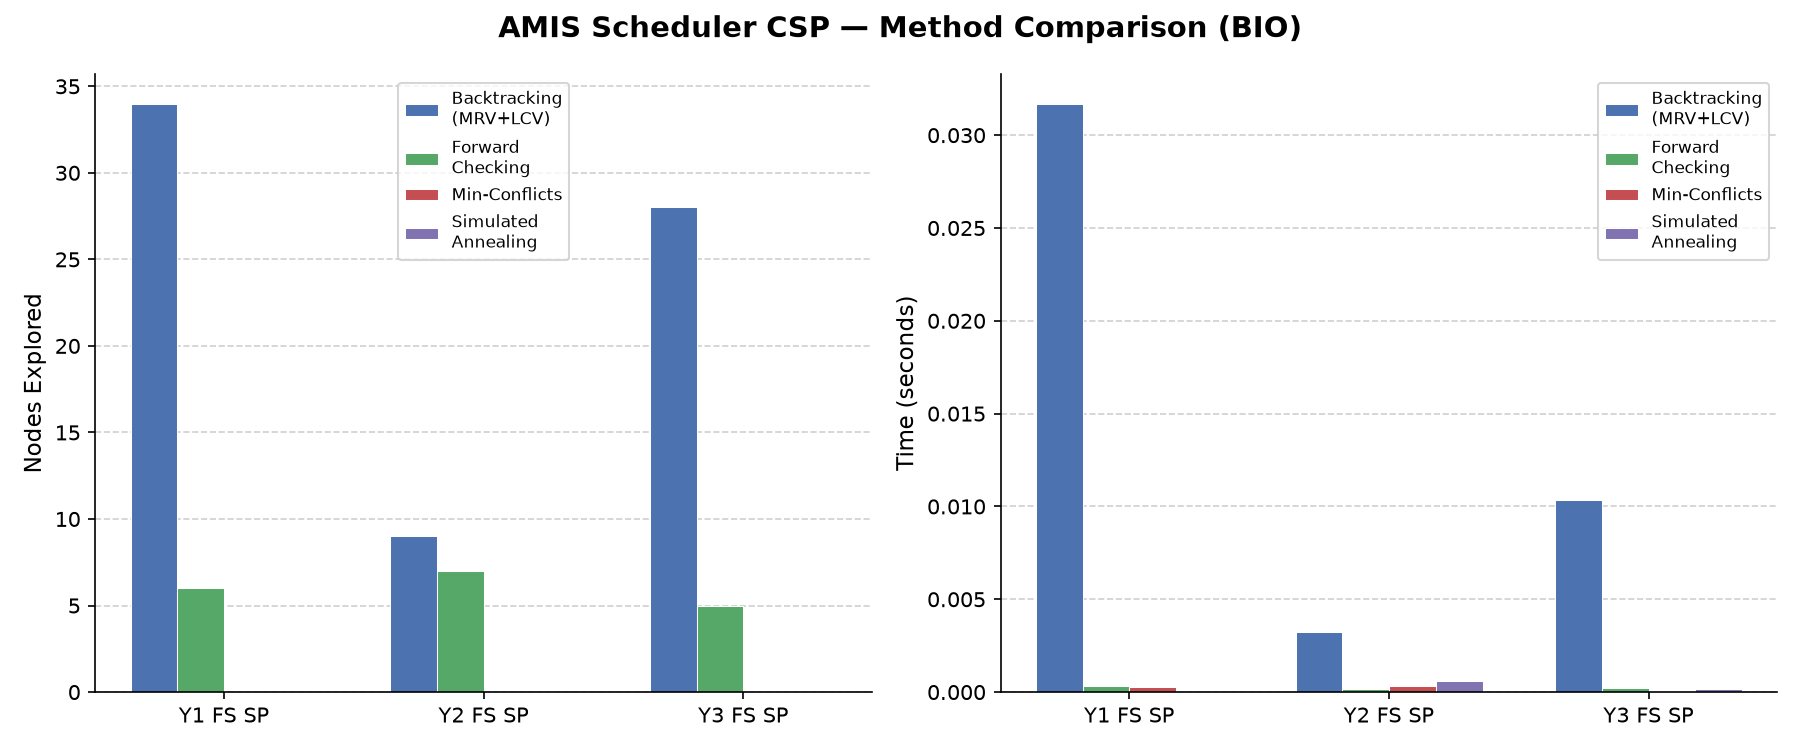 AMIS Scheduler CSP — Method Comparison (BIO)
Nodes Explored
35
30
25
20
15
10
5
0
Backtracking
(MRV+LCV)
Forward
Checking
Min-Conflicts
Simulated
Annealing
Y1 FS SP
Y2 FS SP
Y3 FS SP
Time (seconds)
0.030
0.025
0.020
0.015
0.010
0.005
0.000
Backtracking
(MRV+LCV)
Forward
Checking
Min-Conflicts
Simulated
Annealing
Y1 FS SP
Y2 FS SP
Y3 FS SP